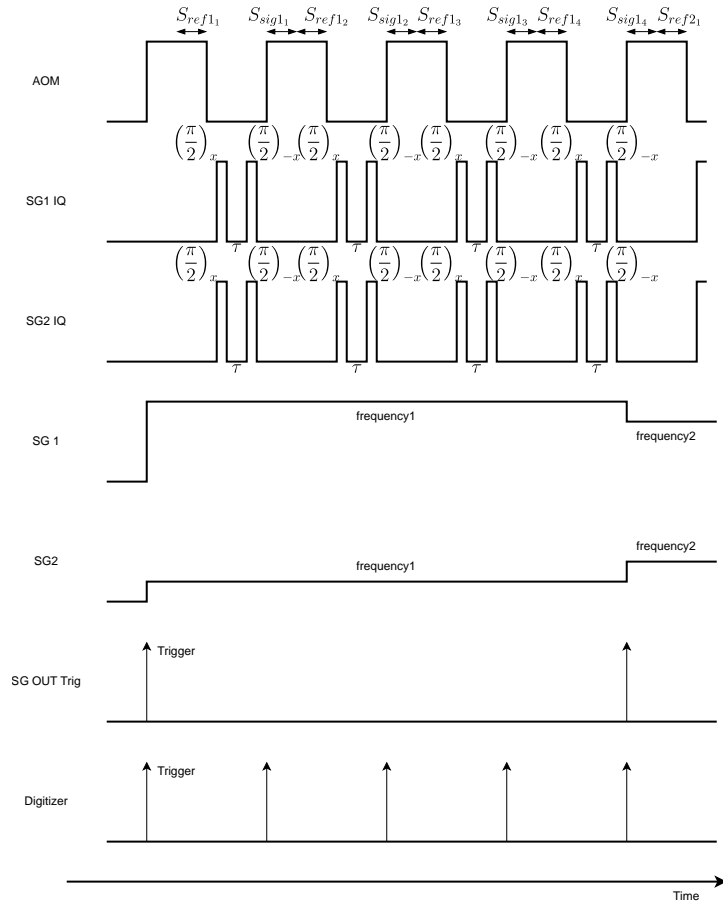 S_{ref1_1} S_{sig1_1} S_{ref1_2} S_{sig1_2} S_{ref1_3} S_{sig1_3} S_{ref1_4} S_{sig1_4} S_{ref2_1}
AOM
(π/2)_x (π/2)_{-x} (π/2)_x (π/2)_{-x} (π/2)_x (π/2)_{-x} (π/2)_x (π/2)_{-x}
SG1 IQ
τ τ τ τ
(π/2)_x (π/2)_{-x} (π/2)_x (π/2)_{-x} (π/2)_x (π/2)_{-x} (π/2)_x (π/2)_{-x}
SG2 IQ
τ τ τ τ
frequency1
SG 1
frequency2
frequency2
SG2
frequency1
Trigger
SG OUT Trig
Trigger
Digitizer
Time